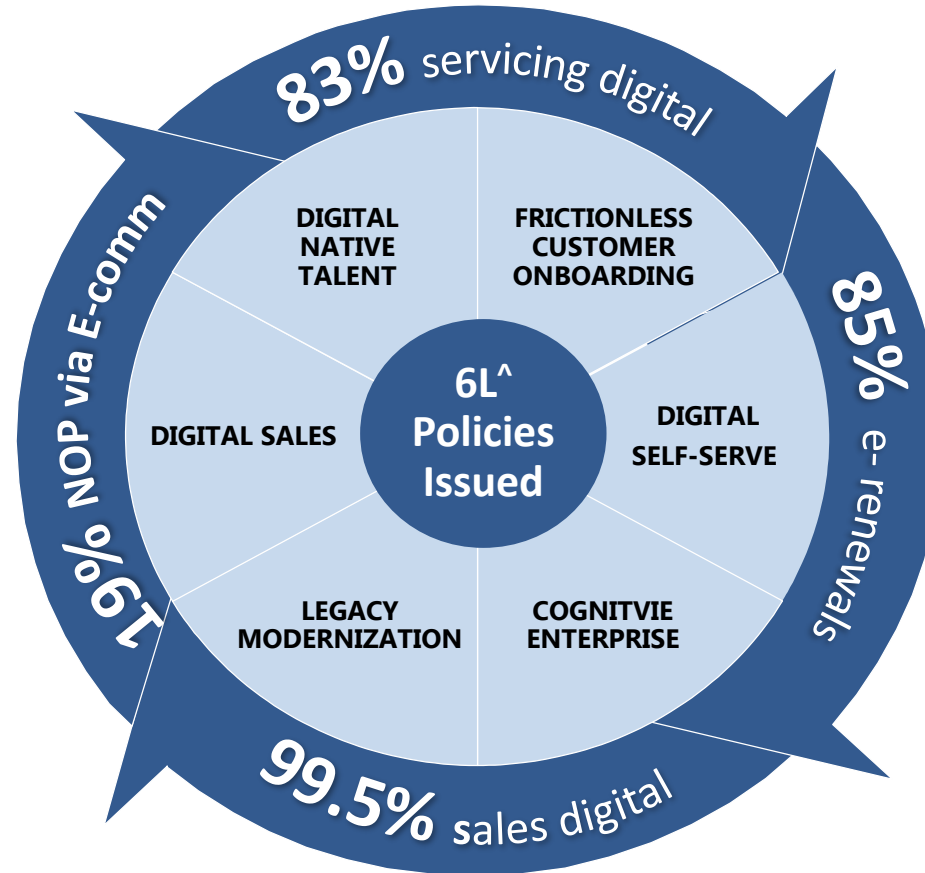 83% servicing digital
85% e- renewals
99.5% sales digital
19% NOP via E-comm
DIGITAL
NATIVE
TALENT
FRICTIONLESS
CUSTOMER
ONBOARDING
DIGITAL SALES
6L^
Policies
Issued
DIGITAL
SELF-SERVE
LEGACY
MODERNIZATION
COGNITVIE
ENTERPRISE